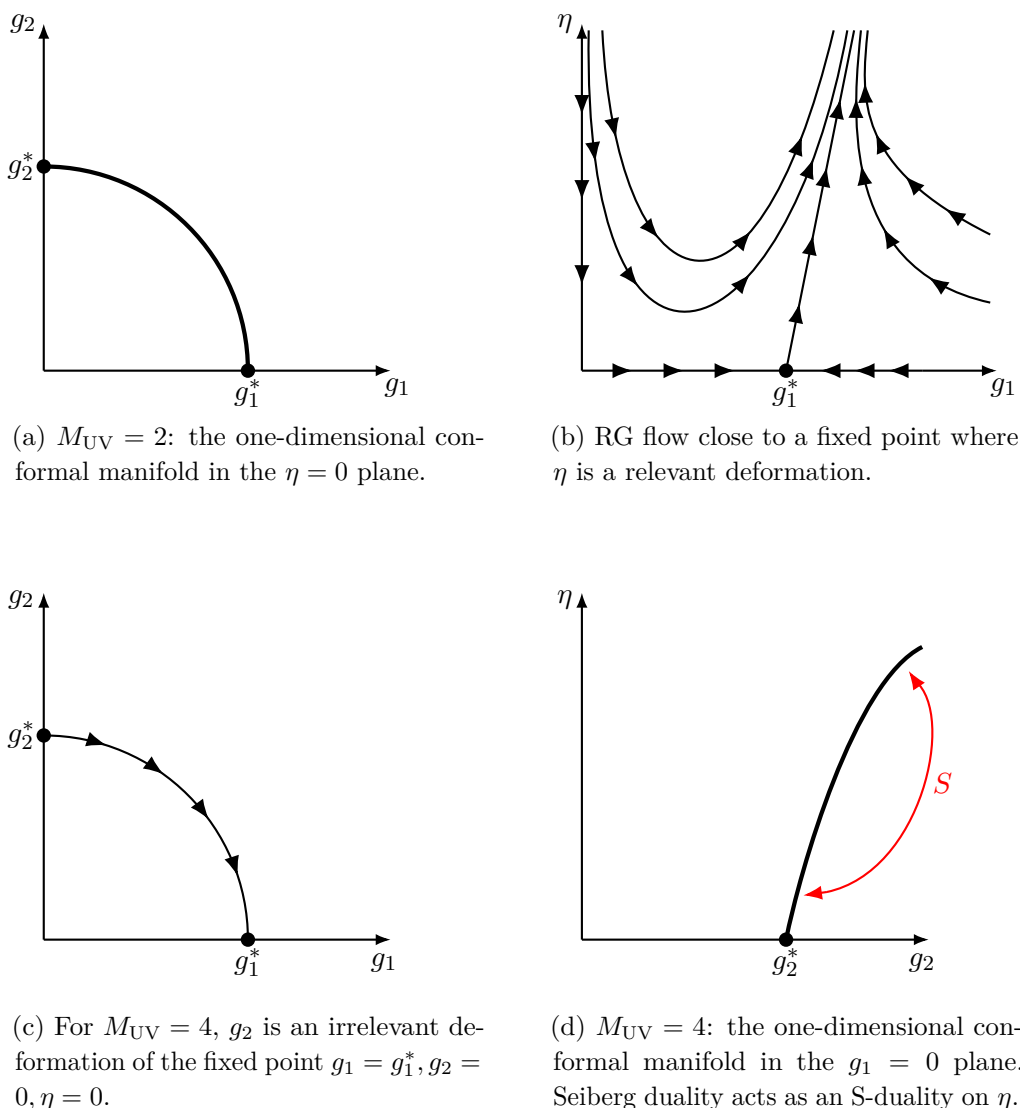 g₂
g₂*
g₁*
g₁
(a) M_UV = 2: the one-dimensional con-
formal manifold in the η = 0 plane.
η
g₁*
g₁
(b) RG flow close to a fixed point where
η is a relevant deformation.
g₂
g₂*
g₁*
g₁
(c) For M_UV = 4, g₂ is an irrelevant de-
formation of the fixed point g₁ = g₁*, g₂ =
0, η = 0.
η
S
g₂*
g₂
(d) M_UV = 4: the one-dimensional con-
formal manifold in the g₁ = 0 plane.
Seiberg duality acts as an S-duality on η.